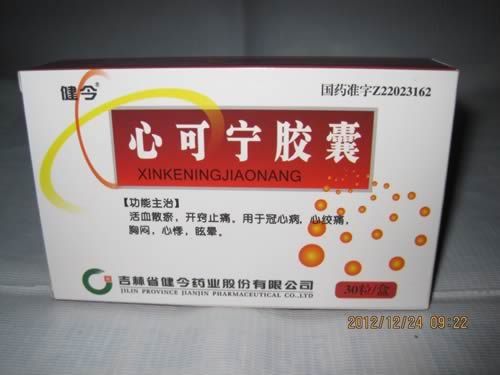 健今®
国药准字Z22023162
心可宁胶囊
XINKENINGJIAONANG
【功能主治】
活血散瘀，开窍止痛。用于冠心病，心绞痛，
胸闷，心悸，眩晕。
吉林省健今药业股份有限公司
JILIN PROVINCE JIANJIN PHARMACEUTICAL CO.,LTD
30粒/盒
2012/12/24 09:22